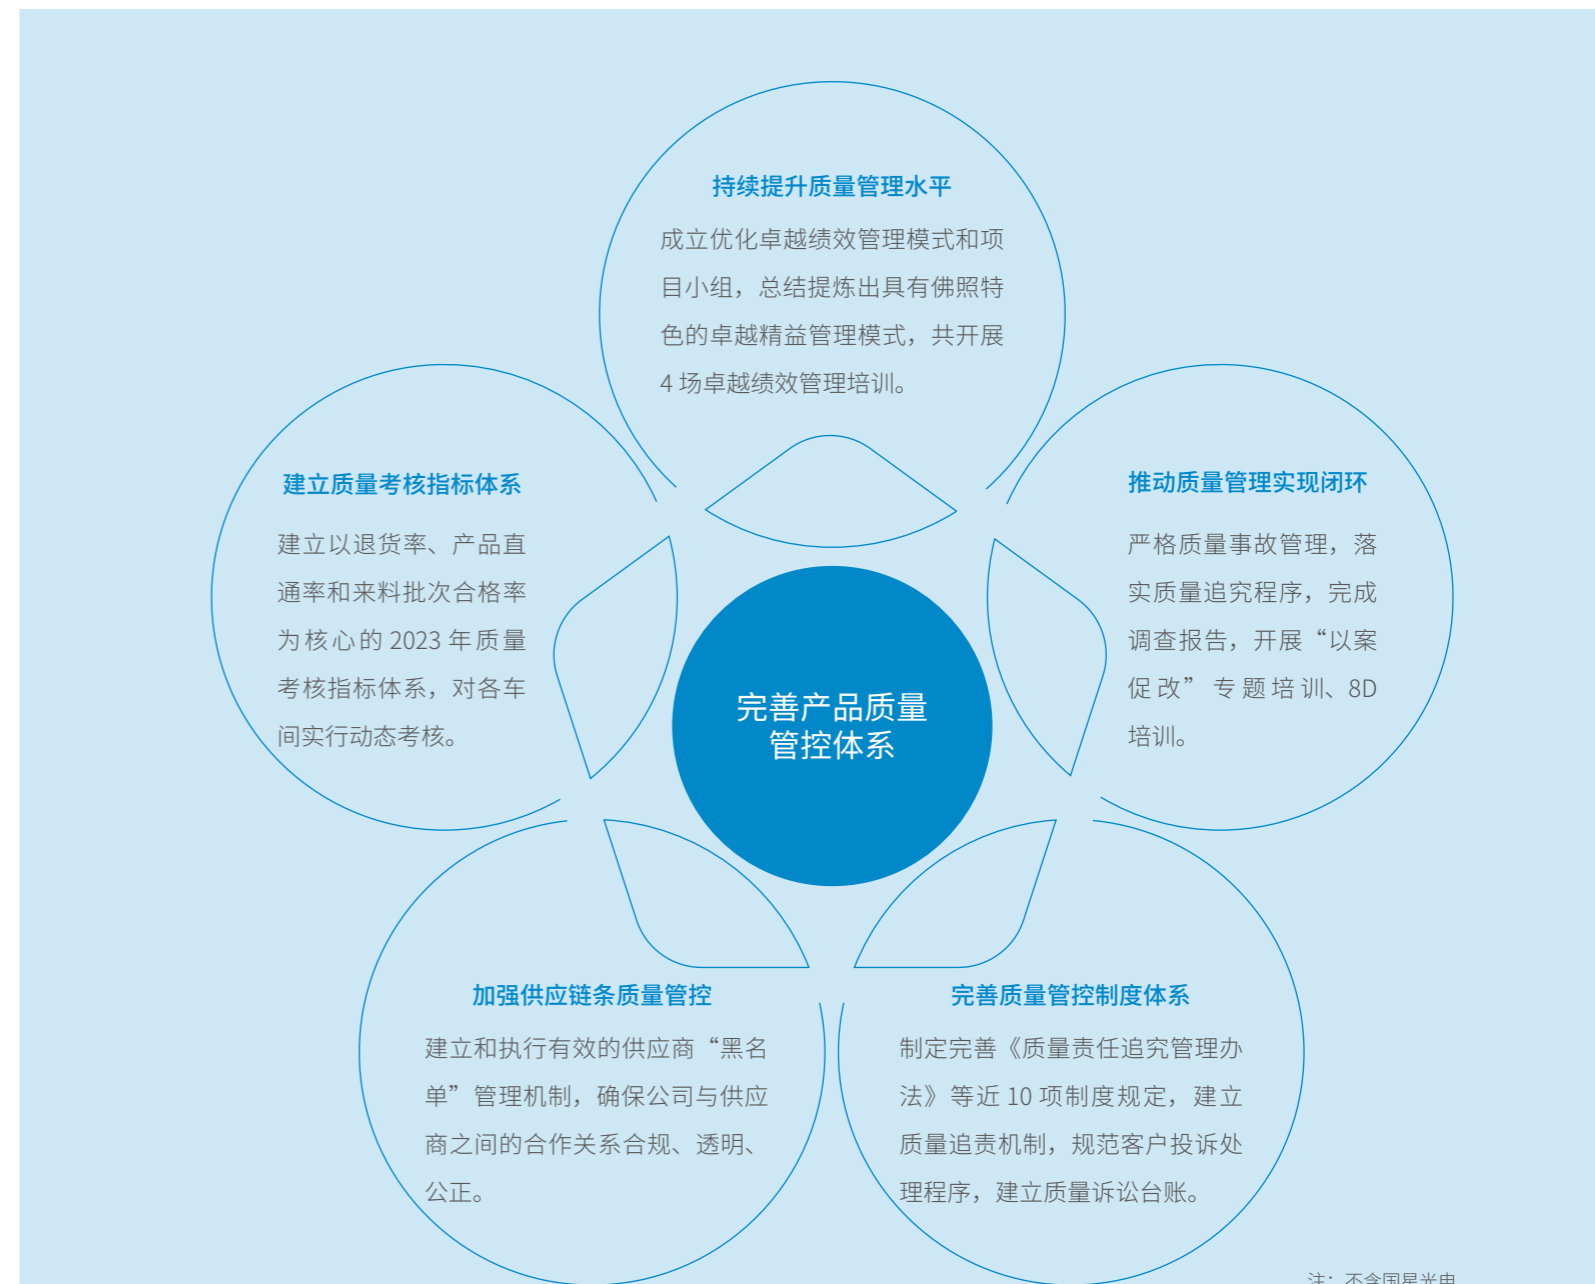 持续提升质量管理水平
成立优化卓越绩效管理模式和项
目小组，总结提炼出具有佛照特
色的卓越精益管理模式，共开展
4 场卓越绩效管理培训。
建立质量考核指标体系
建立以退货率、产品直
通率和来料批次合格率
为核心的 2023 年质量
考核指标体系，对各车
间实行动态考核。
推动质量管理实现闭环
严格质量事故管理，落
实质量追究程序，完成
调查报告，开展“以案
促改”专题培训、8D
培训。
完善产品质量
管控体系
加强供应链条质量管控
建立和执行有效的供应商“黑名
单”管理机制，确保公司与供应
商之间的合作关系合规、透明、
公正。
完善质量管控制度体系
制定完善《质量责任追究管理办
法》等近 10 项制度规定，建立
质量追责机制，规范客户投诉处
理程序，建立质量诉讼台账。
注：不含国星光电